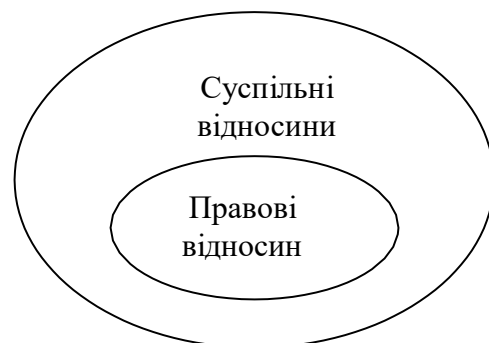 Суспільні
відносини
Правові
відносин